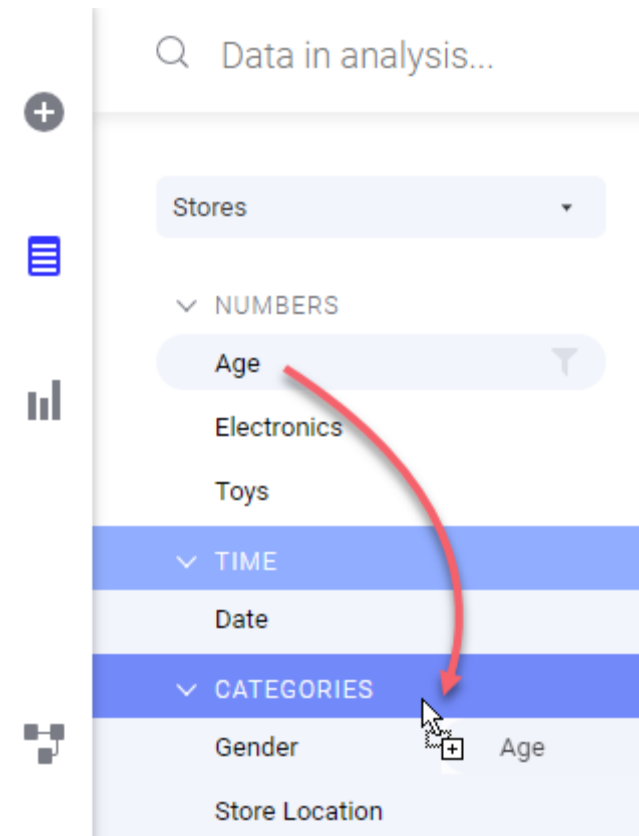 Data in analysis...
Stores
NUMBERS
Age
Electronics
Toys
TIME
Date
CATEGORIES
Gender
Age
Store Location